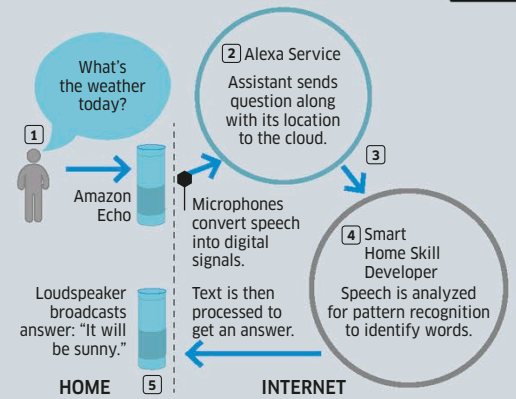 What's
the weather
today?
1
Amazon
Echo
Microphones
convert speech
into digital
signals.
2 Alexa Service
Assistant sends
question along
with its location
to the cloud.
3
4 Smart
Home Skill
Developer
Speech is analyzed
for pattern recognition
to identify words.
Text is then
processed to
get an answer.
Loudspeaker
broadcasts
answer: “It will
be sunny.”
5
HOME
INTERNET